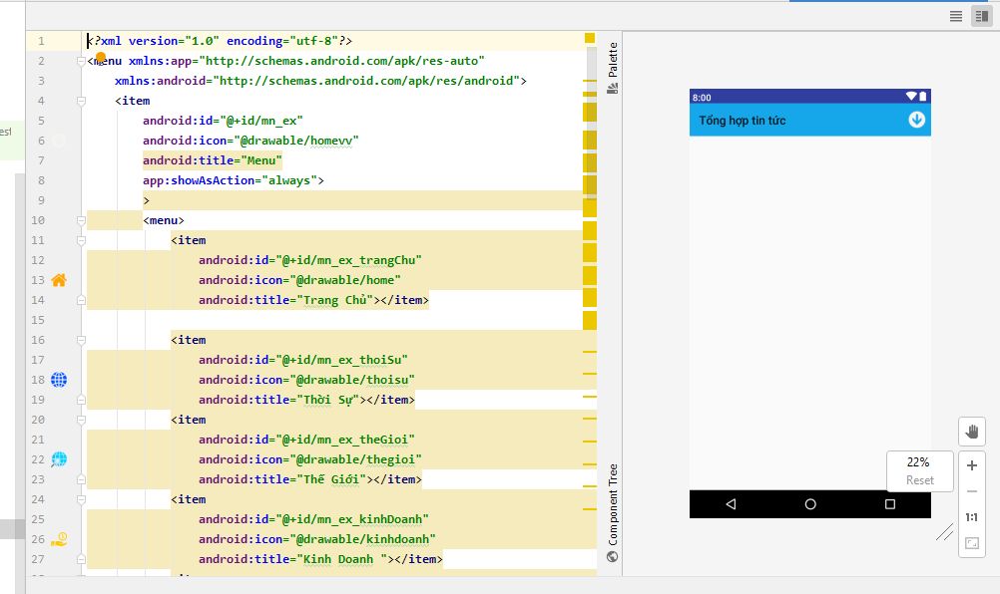 est
1 <?xml version="1.0" encoding="utf-8"?>
2 <menu xmlns:app="http://schemas.android.com/apk/res-auto"
3 xmlns:android="http://schemas.android.com/apk/res/android">
4 <item
5 android:id="@+id/mn_ex"
6 android:icon="@drawable/homevv"
7 android:title="Menu"
8 app:showAsAction="always">
9 >
10 <menu>
11 <item
12 android:id="@+id/mn_ex_trangChu"
13 android:icon="@drawable/home"
14 android:title="Trang Chủ"></item>
15
16 <item
17 android:id="@+id/mn_ex_thoiSu"
18 android:icon="@drawable/thoisu"
19 android:title="Thời Sự"></item>
20 <item
21 android:id="@+id/mn_ex_theGioi"
22 android:icon="@drawable/thegioi"
23 android:title="Thế Giới"></item>
24 <item
25 android:id="@+id/mn_ex_kinhDoanh"
26 android:icon="@drawable/kinhdoanh"
27 android:title="Kinh Doanh "></item>
Palette
Component Tree
8:00
Tổng hợp tin tức
22%
Reset
1:1